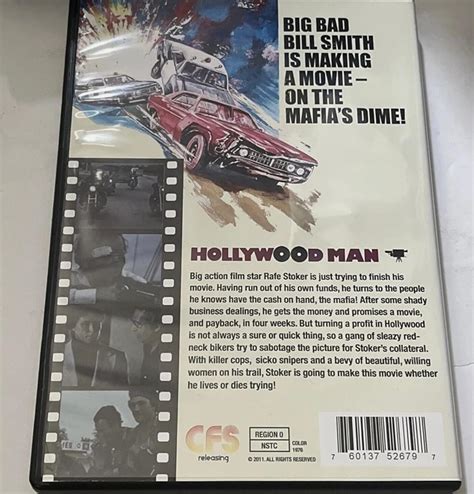 BIG BAD
BILL SMITH
IS MAKING
A MOVIE –
ON THE
MAFIA'S DIME!
HOLLYWOOD MAN
Big action film star Rafe Stoker is just trying to finish his
movie. Having run out of his own funds, he turns to the people
he knows have the cash on hand, the mafia! After some shady
business dealings, he gets the money and promises a movie,
and payback, in four weeks. But turning a profit in Hollywood
is not always a sure or quick thing, so a gang of sleazy red-
neck bikers try to sabotage the picture for Stoker's collateral.
With killer cops, sicko snipers and a bevy of beautiful, willing
women on his trail, Stoker is going to make this movie whether
he lives or dies trying!
CFS
releasing
REGION 0
NSTC
COLOR
1976
© 2011. ALL RIGHTS RESERVED
7 60137 52679 7